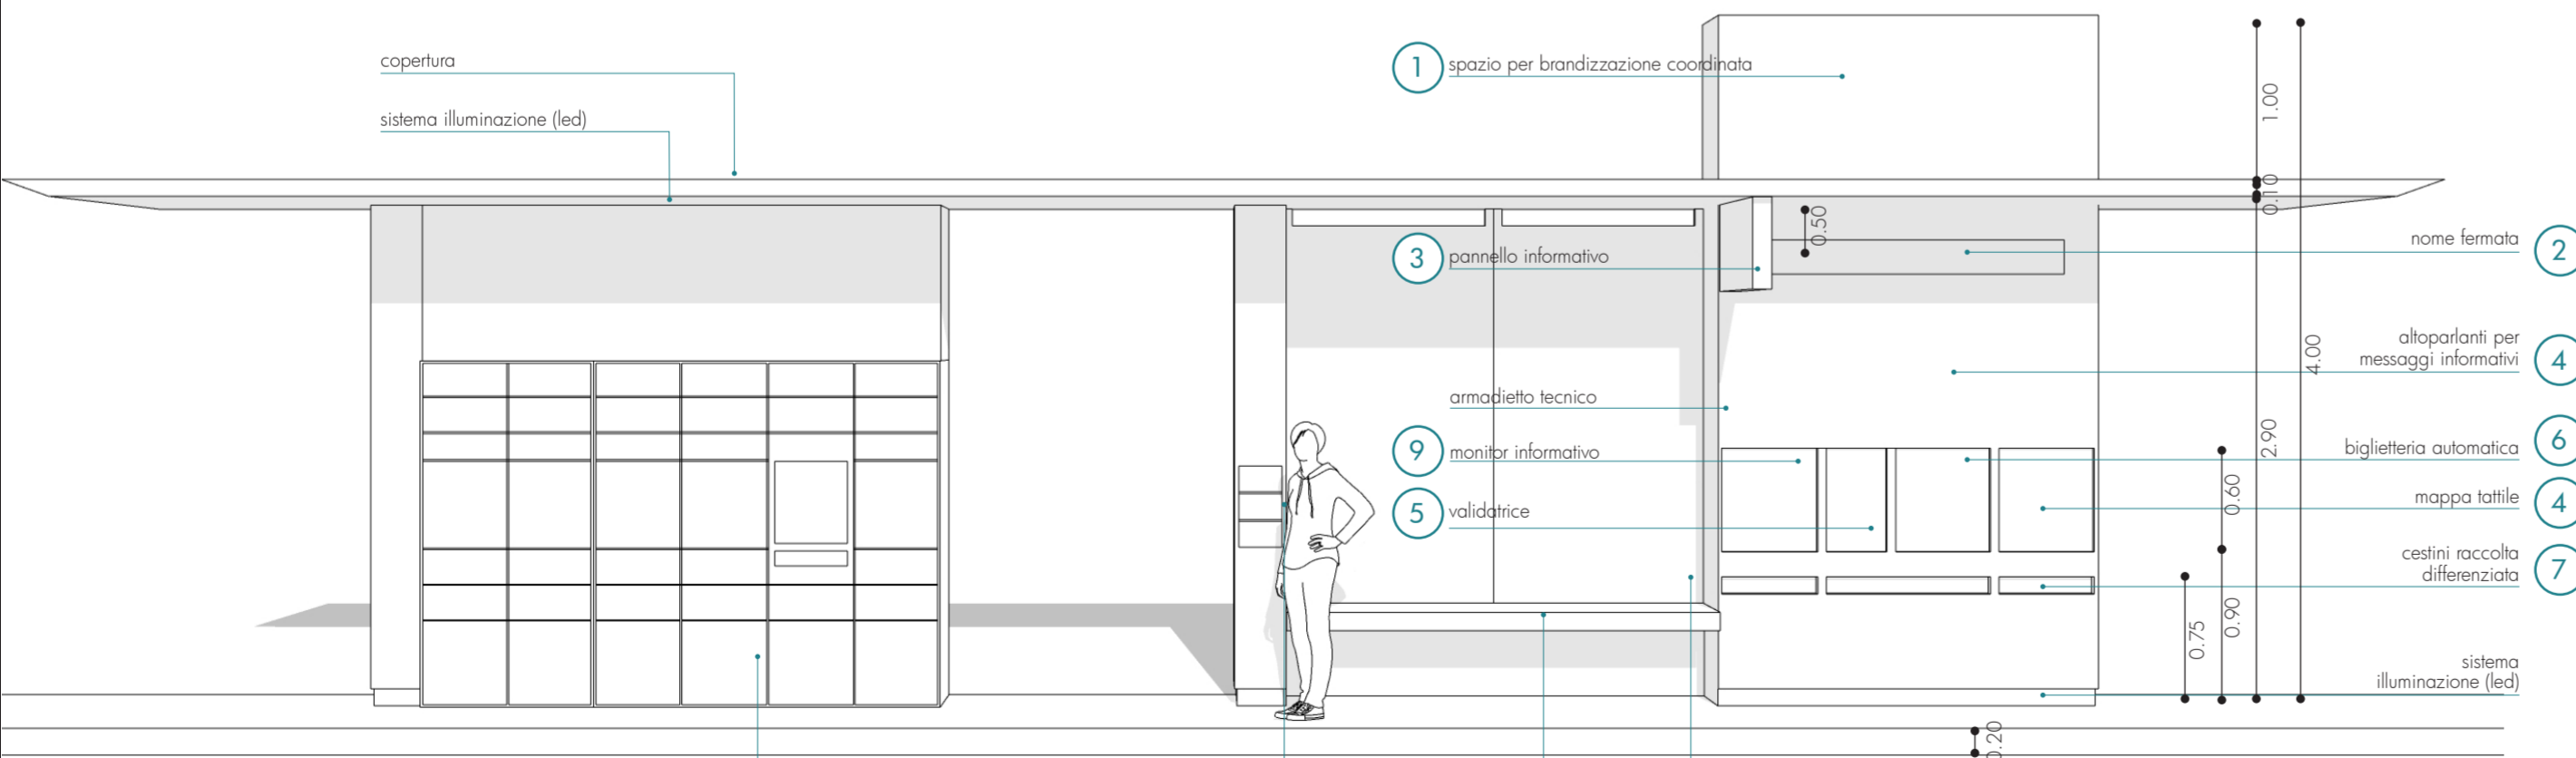 copertura
sistema illuminazione (led)
1 spazio per brandizzazione coordinata
3 pannello informativo
armadietto tecnico
9 monitor informativo
5 validatrice
nome fermata 2
altoparlanti per
messaggi informativi 4
biglietteria automatica 6
mappa tattile 4
cestini raccolta
differenziata 7
sistema
illuminazione (led)
0.50
1.00
0.10
4.00
2.90
0.60
0.90
0.75
0.20